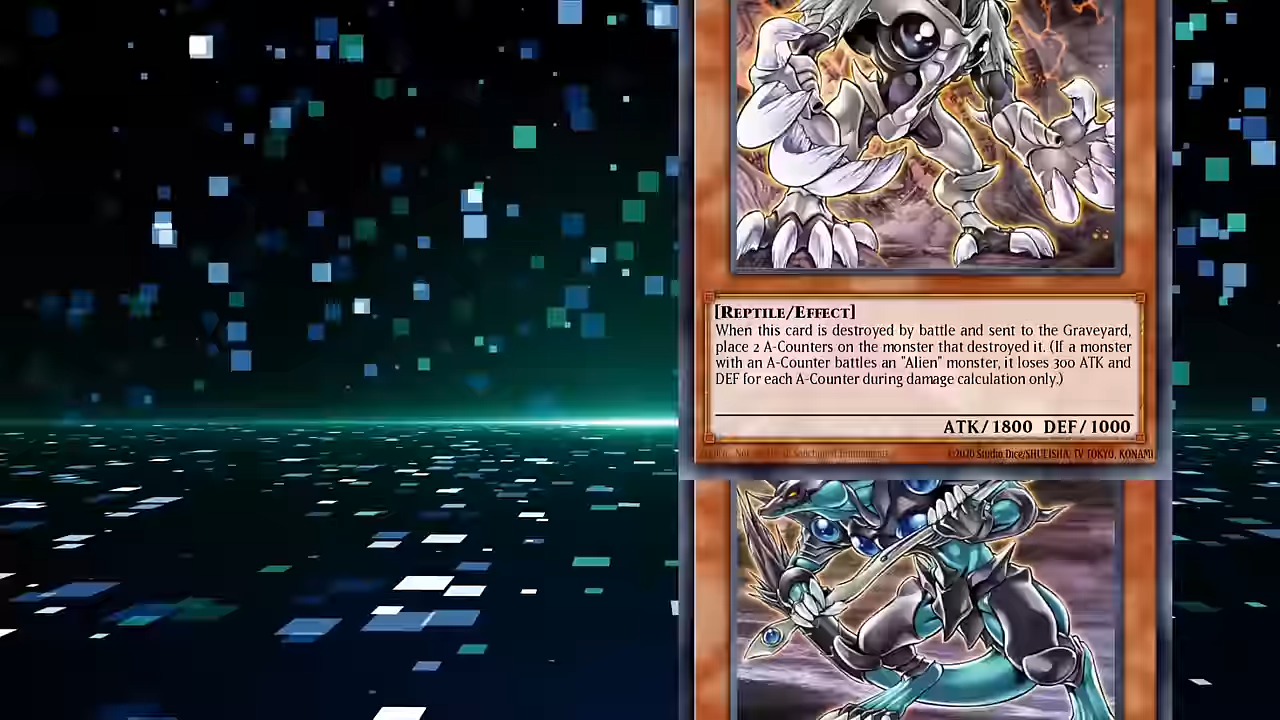 [REPTILE/EFFECT]
When this card is destroyed by battle and sent to the Graveyard,
place 2 A-Counters on the monster that destroyed it. (If a monster
with an A-Counter battles an "Alien" monster, it loses 300 ATK and
DEF for each A-Counter during damage calculation only.)
ATK/1800 DEF/1000
©2020 Studio Dice/SHUEISHA, TV TOKYO, KONAMI